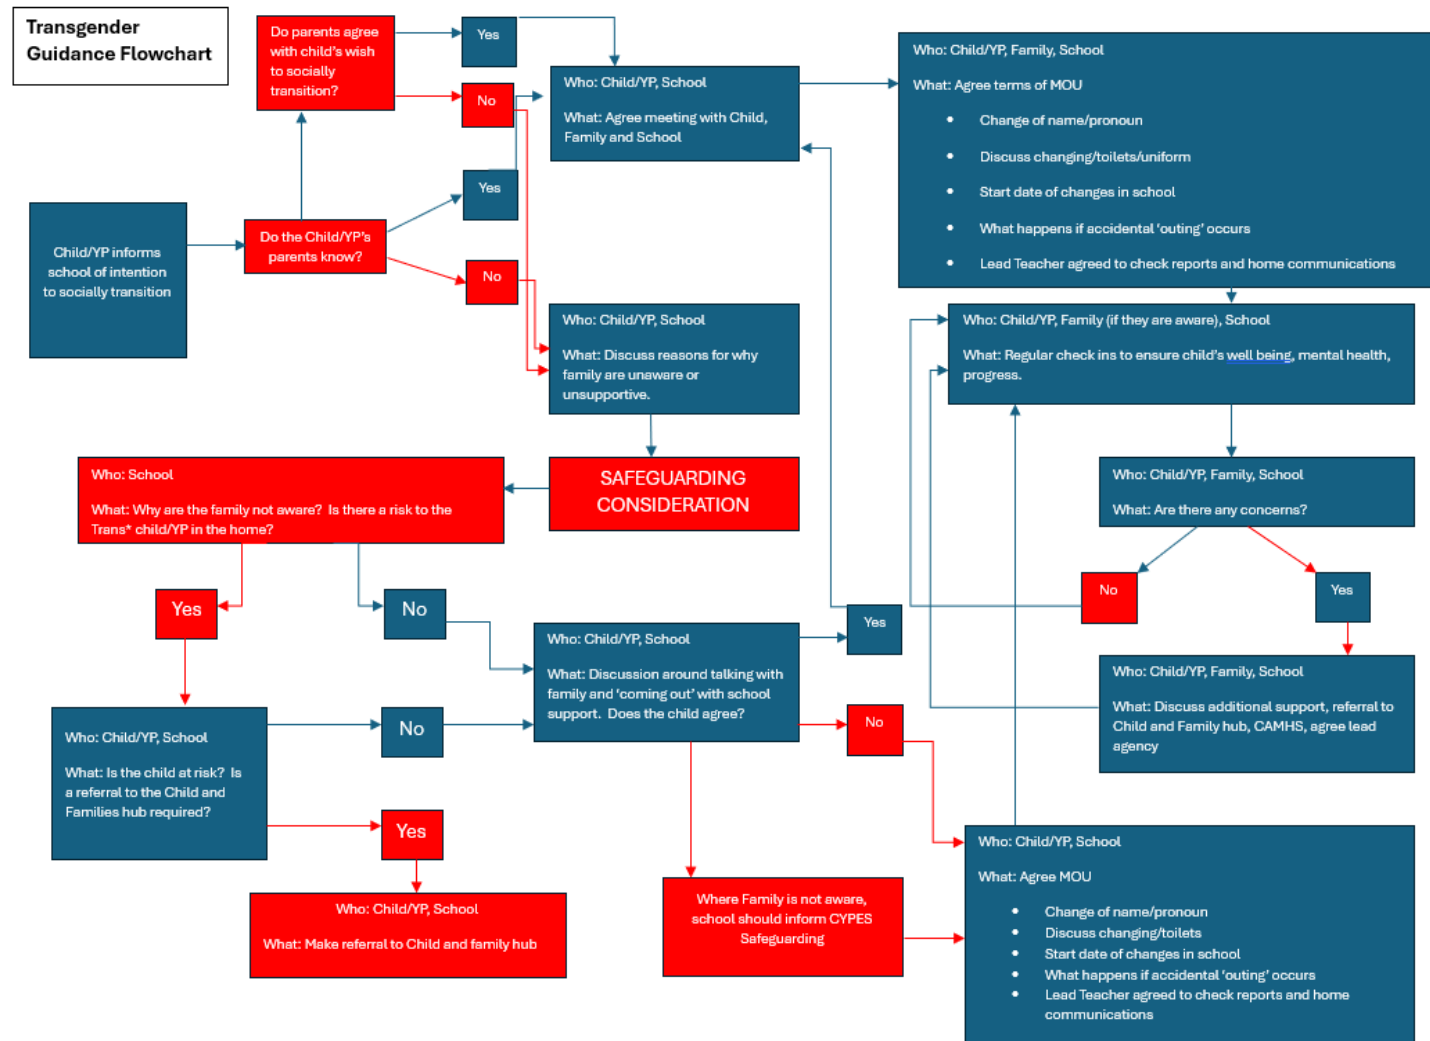 Transgender
Guidance Flowchart
Do parents agree
with child's wish
to socially
transition?
Yes
No
Who: Child/YP, School
What: Agree meeting with Child,
Family and School
Who: Child/YP, Family, School
What: Agree terms of MOU
• Change of name/pronoun
• Discuss changing/toilets/uniform
• Start date of changes in school
• What happens if accidental 'outing' occurs
• Lead Teacher agreed to check reports and home communications
Child/YP informs
school of intention
to socially transition
Do the Child/YP's
parents know?
Yes
No
Who: Child/YP, School
What: Discuss reasons for why
family are unaware or
unsupportive.
Who: Child/YP, Family (if they are aware), School
What: Regular check ins to ensure child's well being, mental health,
progress.
SAFEGUARDING
CONSIDERATION
Who: School
What: Why are the family not aware? Is there a risk to the
Trans* child/YP in the home?
Who: Child/YP, Family, School
What: Are there any concerns?
No
Yes
Yes
No
Who: Child/YP, School
What: Discussion around talking with
family and 'coming out' with school
support. Does the child agree?
Yes
No
Who: Child/YP, Family, School
What: Discuss additional support, referral to
Child and Family hub, CAMHS, agree lead
agency
Who: Child/YP, School
What: Is the child at risk? Is
a referral to the Child and
Families hub required?
No
Yes
Who: Child/YP, School
What: Make referral to Child and family hub
Where Family is not aware,
school should inform CYPES
Safeguarding
Who: Child/YP, School
What: Agree MOU
• Change of name/pronoun
• Discuss changing/toilets
• Start date of changes in school
• What happens if accidental 'outing' occurs
• Lead Teacher agreed to check reports and home
communications